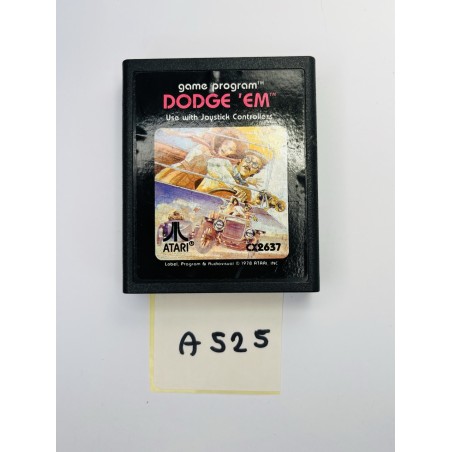 game program™
DODGE 'EM™
Use with Joystick Controllers
ATARI®
CX2637
Label, Program & Audiovisual © 1978 ATARI, INC.
A525